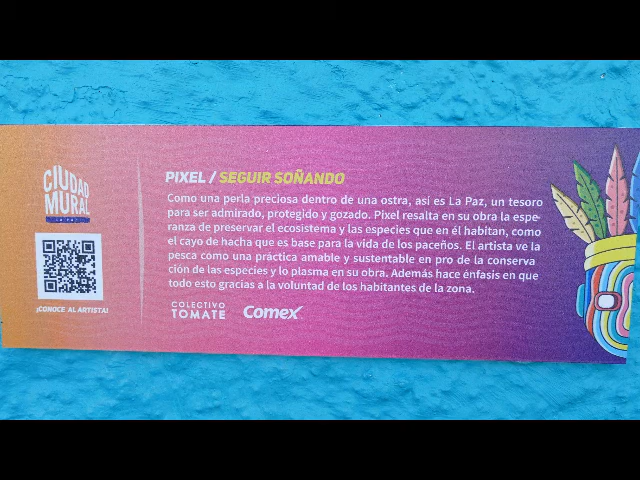 CIUDAD
MURAL
LA PAZ
¡CONOCE AL ARTISTA!
PIXEL / SEGUIR SOÑANDO
Como una perla preciosa dentro de una ostra, así es La Paz, un tesoro
para ser admirado, protegido y gozado. Pixel resalta en su obra la espe-
ranza de preservar el ecosistema y las especies que en él habitan, como
el cayo de hacha que es base para la vida de los paceños. El artista ve la
pesca como una práctica amable y sustentable en pro de la conserva
ción de las especies y lo plasma en su obra. Además hace énfasis en que
todo esto gracias a la voluntad de los habitantes de la zona.
COLECTIVO
TOMATE
Comex